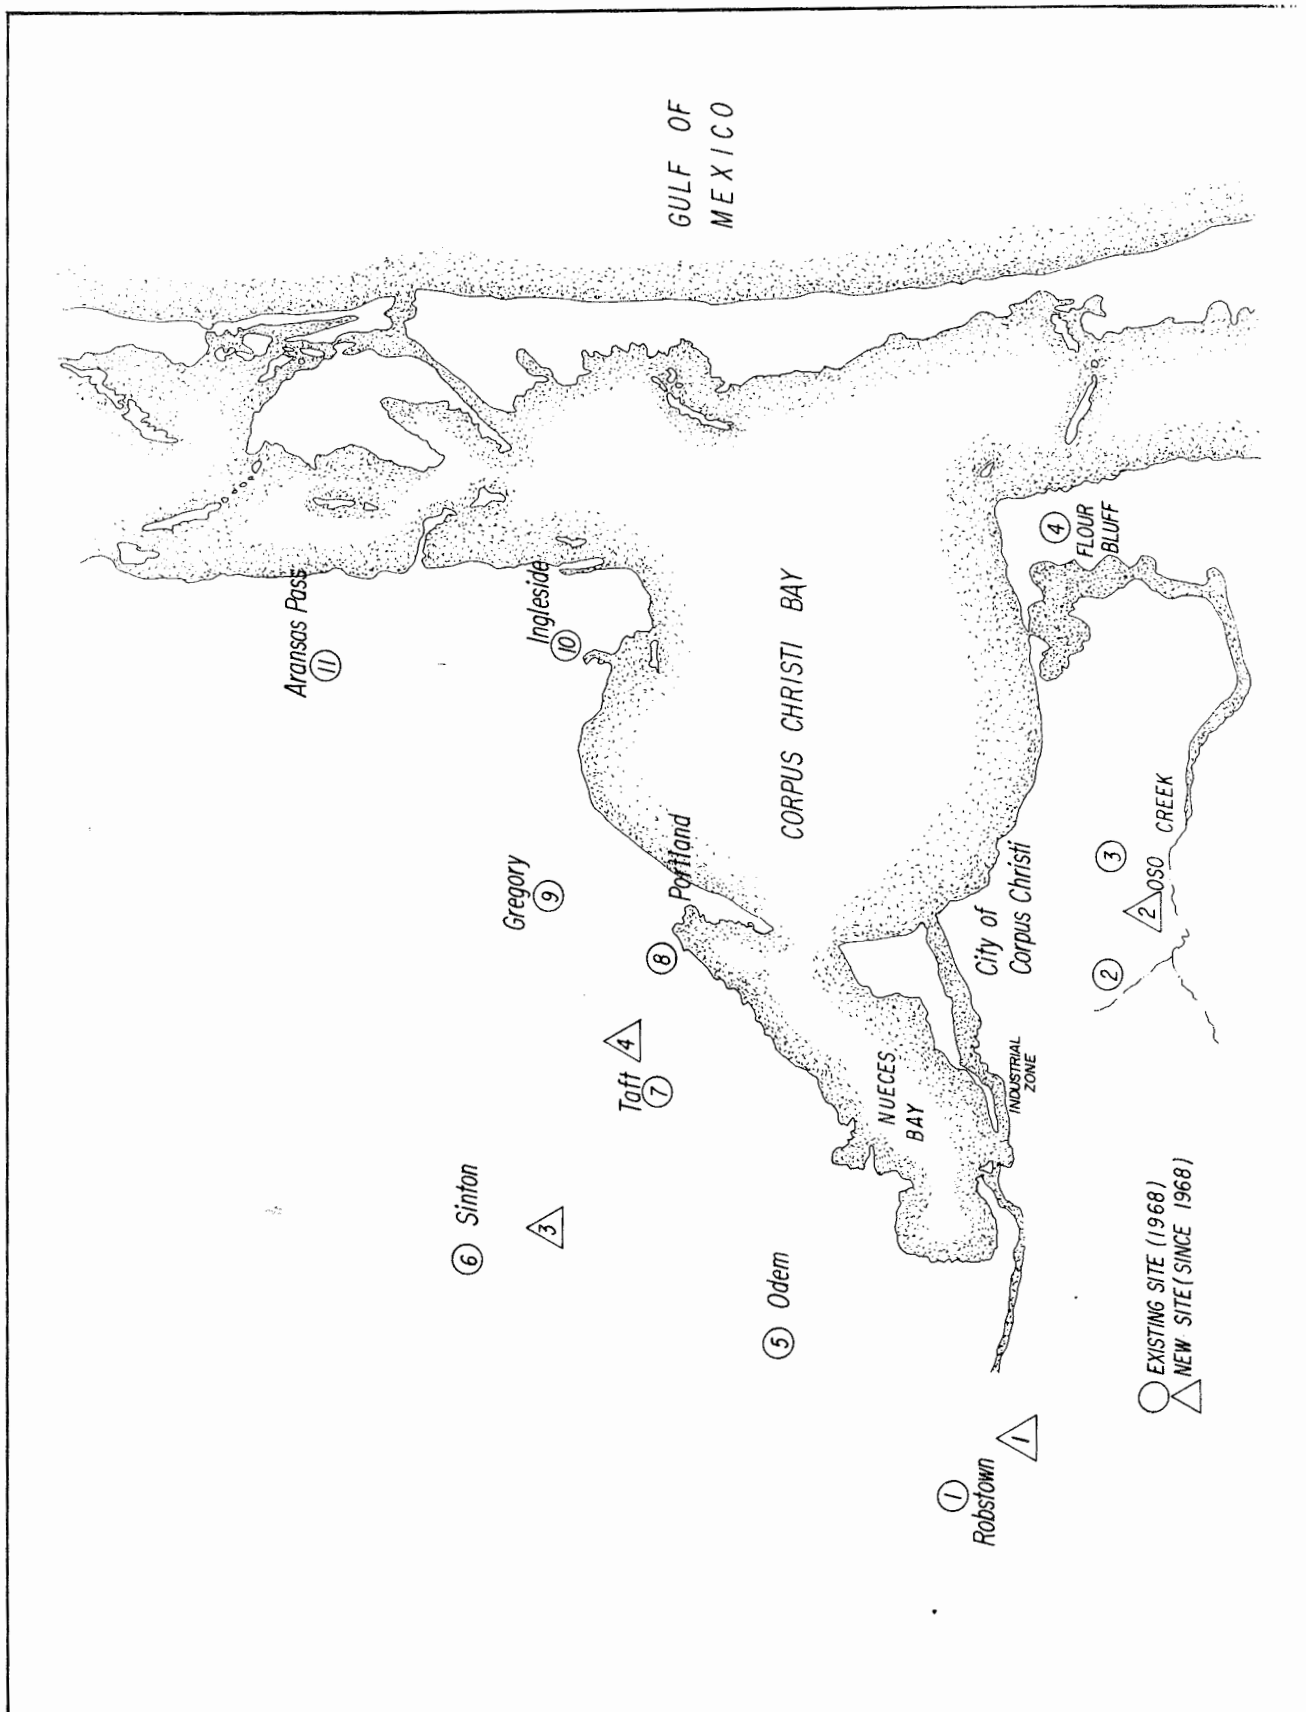 GULF OF
MEXICO
Aransas Pass
11
Ingleside
10
4
FLOUR
BLUFF
CORPUS CHRISTI BAY
Gregory
9
Portland
8
City of
Corpus Christi
3
2
OSO CREEK
2
Taft
7
4
NUECES
BAY
INDUSTRIAL
ZONE
6 Sinton
3
5 Odem
1
Robstown
1
EXISTING SITE (1968)
NEW SITE (SINCE 1968)